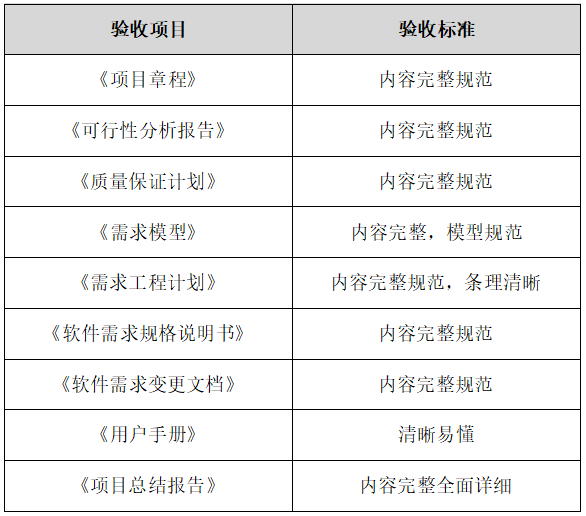 验收项目 验收标准
《项目章程》 内容完整规范
《可行性分析报告》 内容完整规范
《质量保证计划》 内容完整规范
《需求模型》 内容完整，模型规范
《需求工程计划》 内容完整规范，条理清晰
《软件需求规格说明书》 内容完整规范
《软件需求变更文档》 内容完整规范
《用户手册》 清晰易懂
《项目总结报告》 内容完整全面详细